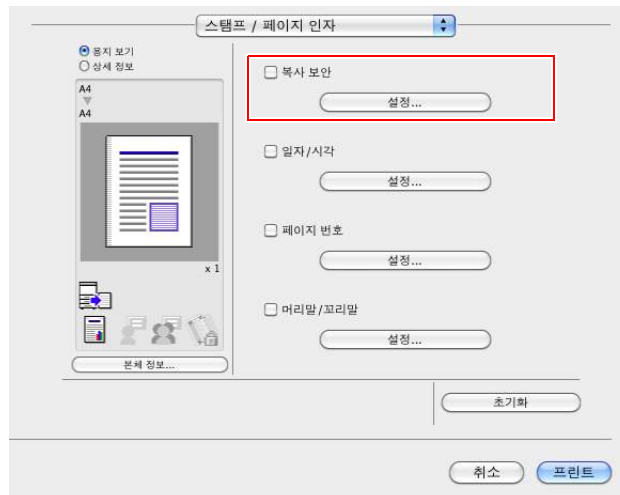 스탬프 / 페이지 인자
용지 보기
상세 정보
A4
A4
x 1
본체 정보...
복사 보안
설정...
일자/시각
설정...
페이지 번호
설정...
머리말/꼬리말
설정...
초기화
취소
프린트